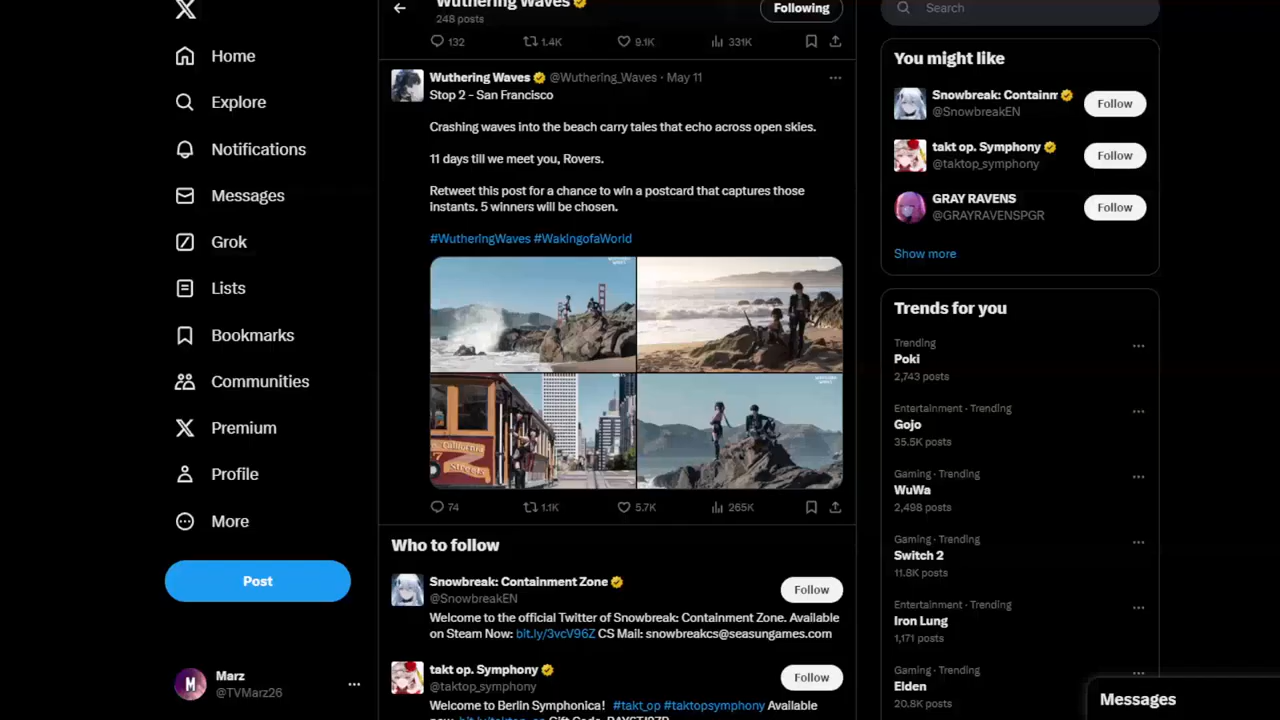 Home
Explore
Notifications
Messages
Grok
Lists
Bookmarks
Communities
Premium
Profile
More
Post
Marz
@TVMarz26
Wuthering Waves
248 posts
Following
132 1.4K 9.1K 331K
Wuthering Waves @Wuthering_Waves · May 11
Stop 2 - San Francisco
Crashing waves into the beach carry tales that echo across open skies.
11 days till we meet you, Rovers.
Retweet this post for a chance to win a postcard that captures those
instants. 5 winners will be chosen.
#WutheringWaves #WakingofaWorld
California
Street
74 1.1K 5.7K 265K
Who to follow
Snowbreak: Containment Zone
@SnowbreakEN
Follow
Welcome to the official Twitter of Snowbreak: Containment Zone. Available
on Steam Now: bit.ly/3vcV96Z CS Mail: snowbreakcs@seasungames.com
takt op. Symphony
@taktop_symphony
Follow
Welcome to Berlin Symphonica! #takt_op #taktopsymphony Available
Search
You might like
Snowbreak: Contain
@SnowbreakEN
Follow
takt op. Symphony
@taktop_symphony
Follow
GRAY RAVENS
@GRAYRAVENSPGR
Follow
Show more
Trends for you
Trending
Poki
2,743 posts
Entertainment · Trending
Gojo
35.5K posts
Gaming · Trending
WuWa
2,498 posts
Gaming · Trending
Switch 2
11.8K posts
Entertainment · Trending
Iron Lung
1,171 posts
Gaming · Trending
Elden
20.8K posts
Messages